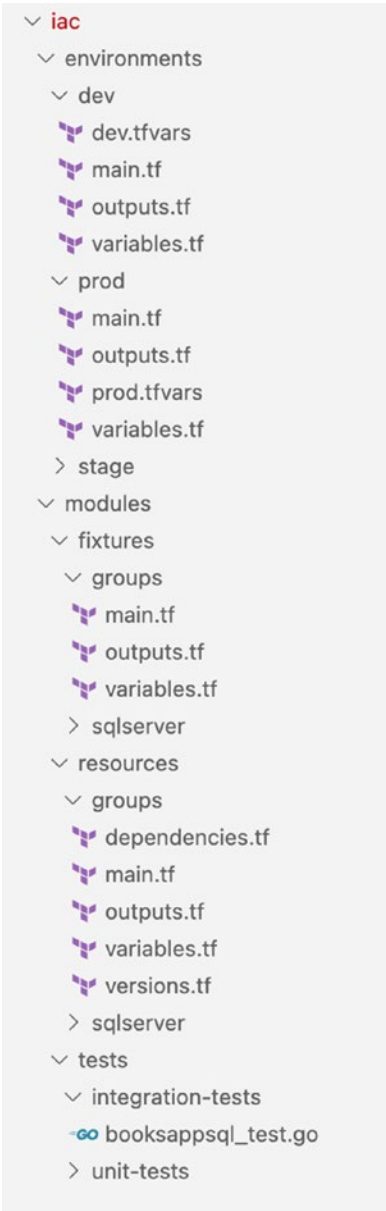 iac
environments
dev
dev.tfvars
main.tf
outputs.tf
variables.tf
prod
main.tf
outputs.tf
prod.tfvars
variables.tf
stage
modules
fixtures
groups
main.tf
outputs.tf
variables.tf
sqlserver
resources
groups
dependencies.tf
main.tf
outputs.tf
variables.tf
versions.tf
sqlserver
tests
integration-tests
GO booksappsql_test.go
unit-tests